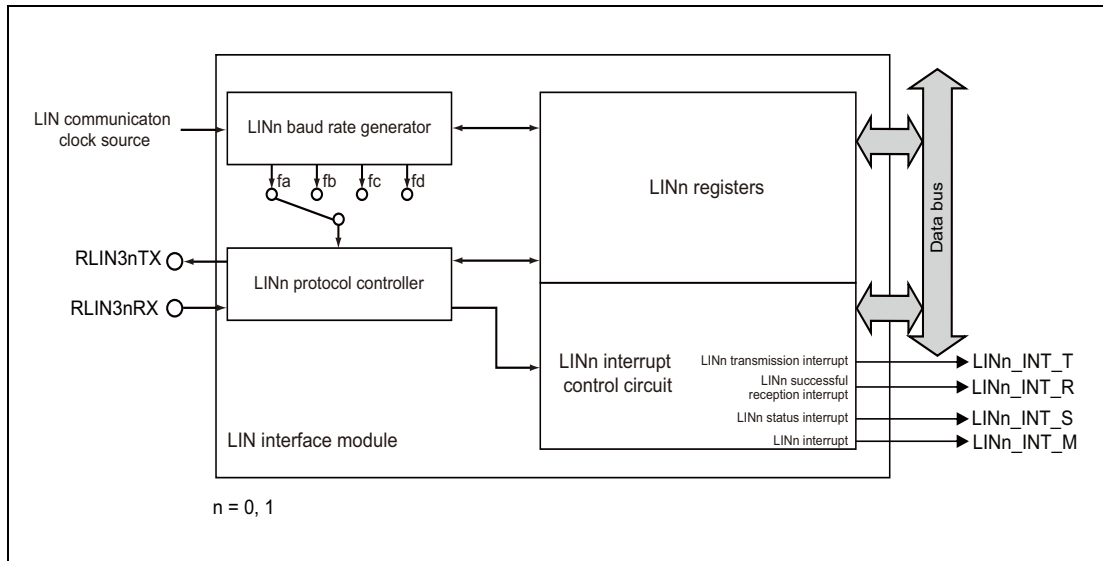 LIN communicaton
clock source
LINn baud rate generator
fa
fb
fc
fd
LINn registers
Data bus
RLIN3nTX
RLIN3nRX
LINn protocol controller
LINn interrupt
control circuit
LINn transmission interrupt
LINn successful
reception interrupt
LINn status interrupt
LINn interrupt
LINn_INT_T
LINn_INT_R
LINn_INT_S
LINn_INT_M
LIN interface module
n = 0, 1